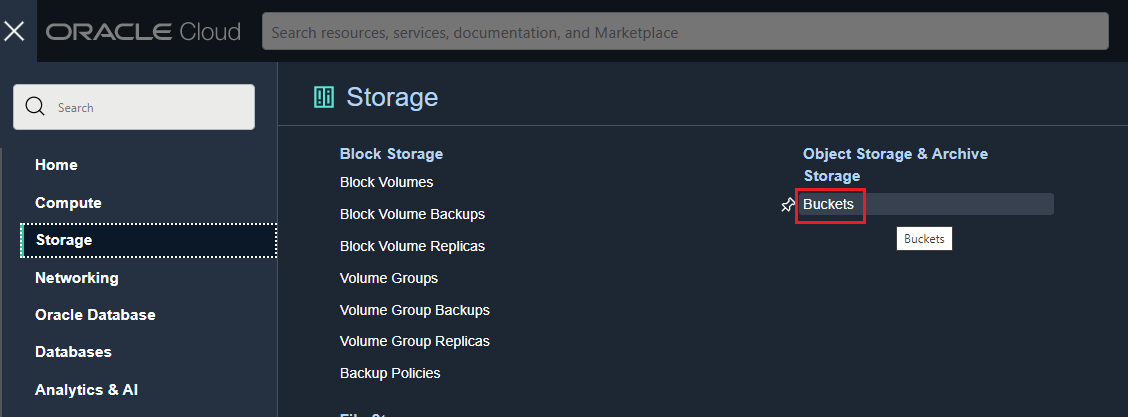 ORACLE Cloud
Search resources, services, documentation, and Marketplace
Search
Home
Compute
Storage
Networking
Oracle Database
Databases
Analytics & AI
Storage
Block Storage
Block Volumes
Block Volume Backups
Block Volume Replicas
Volume Groups
Volume Group Backups
Volume Group Replicas
Backup Policies
Object Storage & Archive
Storage
Buckets
Buckets